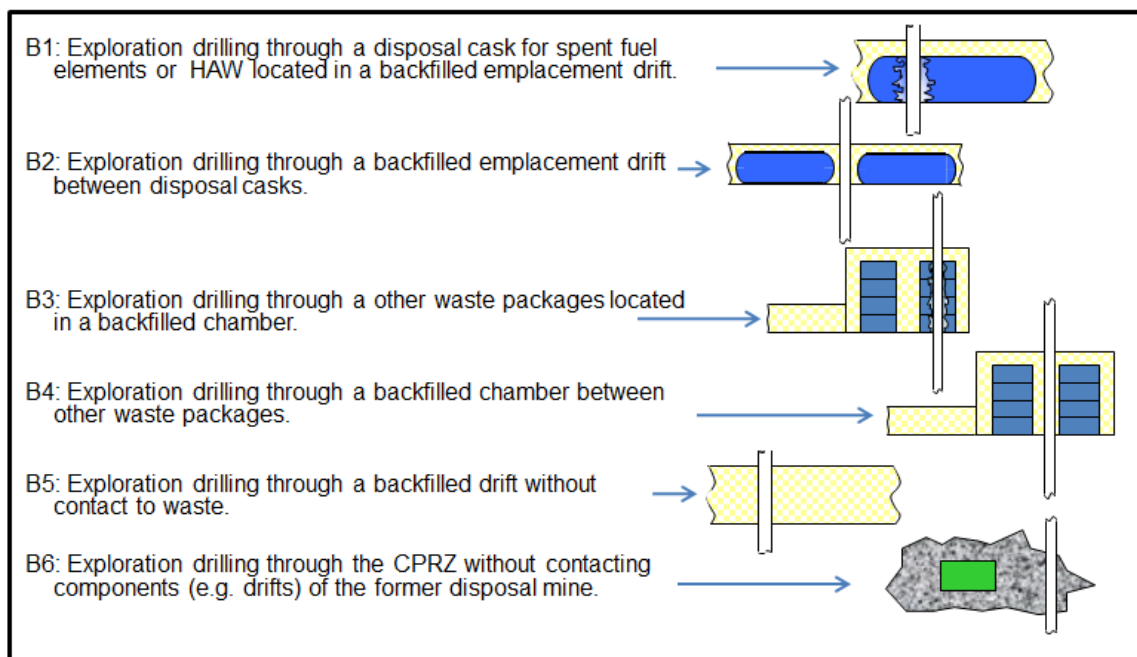 B1: Exploration drilling through a disposal cask for spent fuel
elements or HAW located in a backfilled emplacement drift.
B2: Exploration drilling through a backfilled emplacement drift
between disposal casks.
B3: Exploration drilling through a other waste packages located
in a backfilled chamber.
B4: Exploration drilling through a backfilled chamber between
other waste packages.
B5: Exploration drilling through a backfilled drift without
contact to waste.
B6: Exploration drilling through the CPRZ without contacting
components (e.g. drifts) of the former disposal mine.